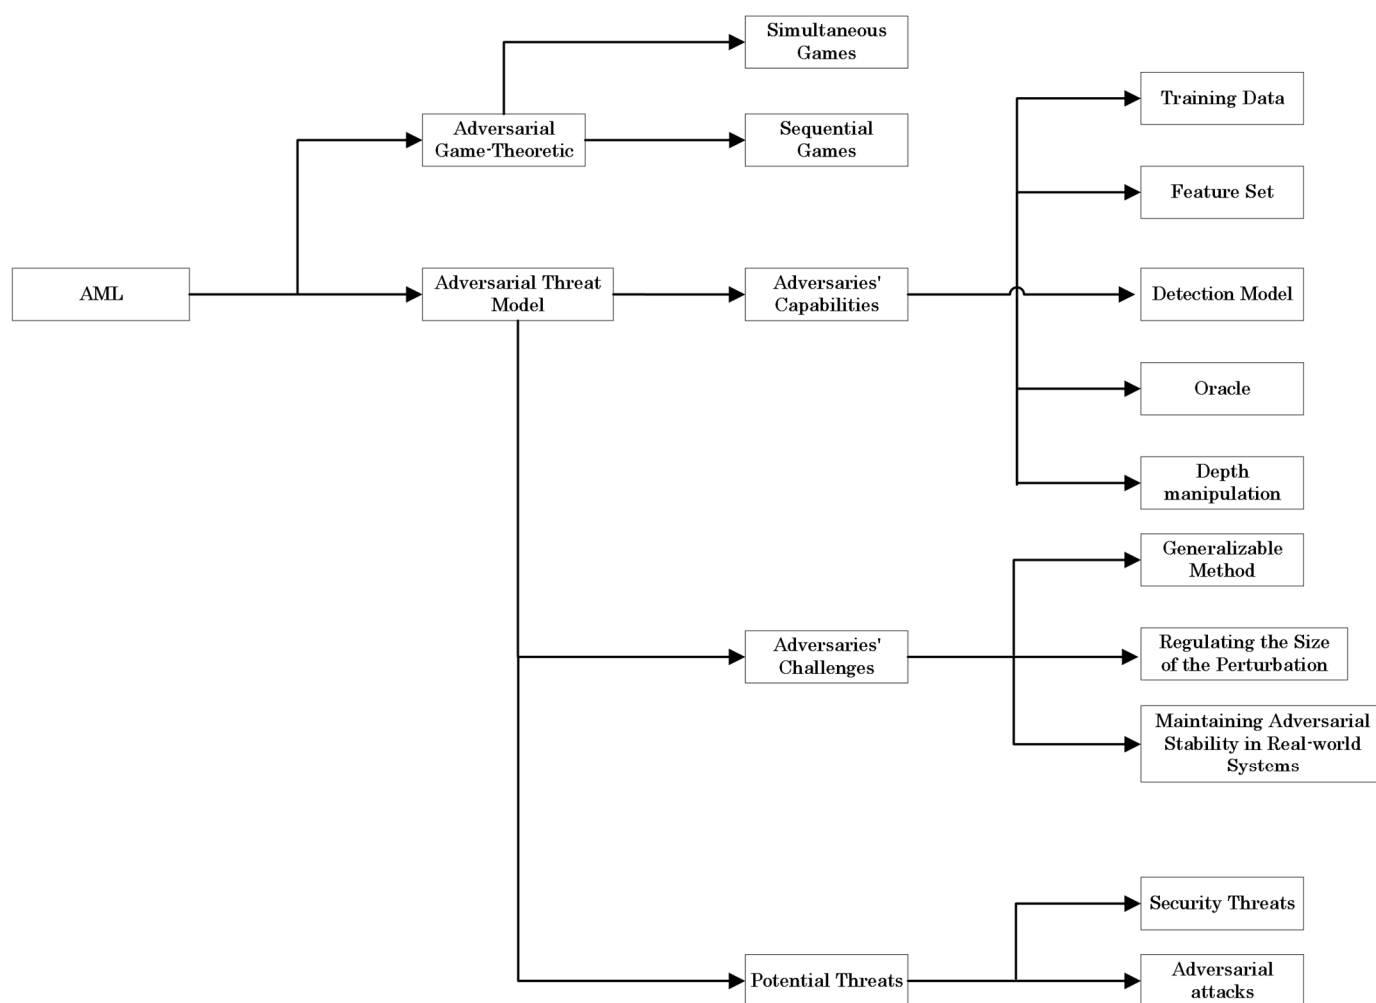 Simultaneous
Games
Adversarial
Game-Theoretic
Sequential
Games
Training Data
Feature Set
AML
Adversarial Threat
Model
Adversaries'
Capabilities
Detection Model
Oracle
Depth
manipulation
Generalizable
Method
Adversaries'
Challenges
Regulating the Size
of the Perturbation
Maintaining Adversarial
Stability in Real-world
Systems
Security Threats
Potential Threats
Adversarial
attacks